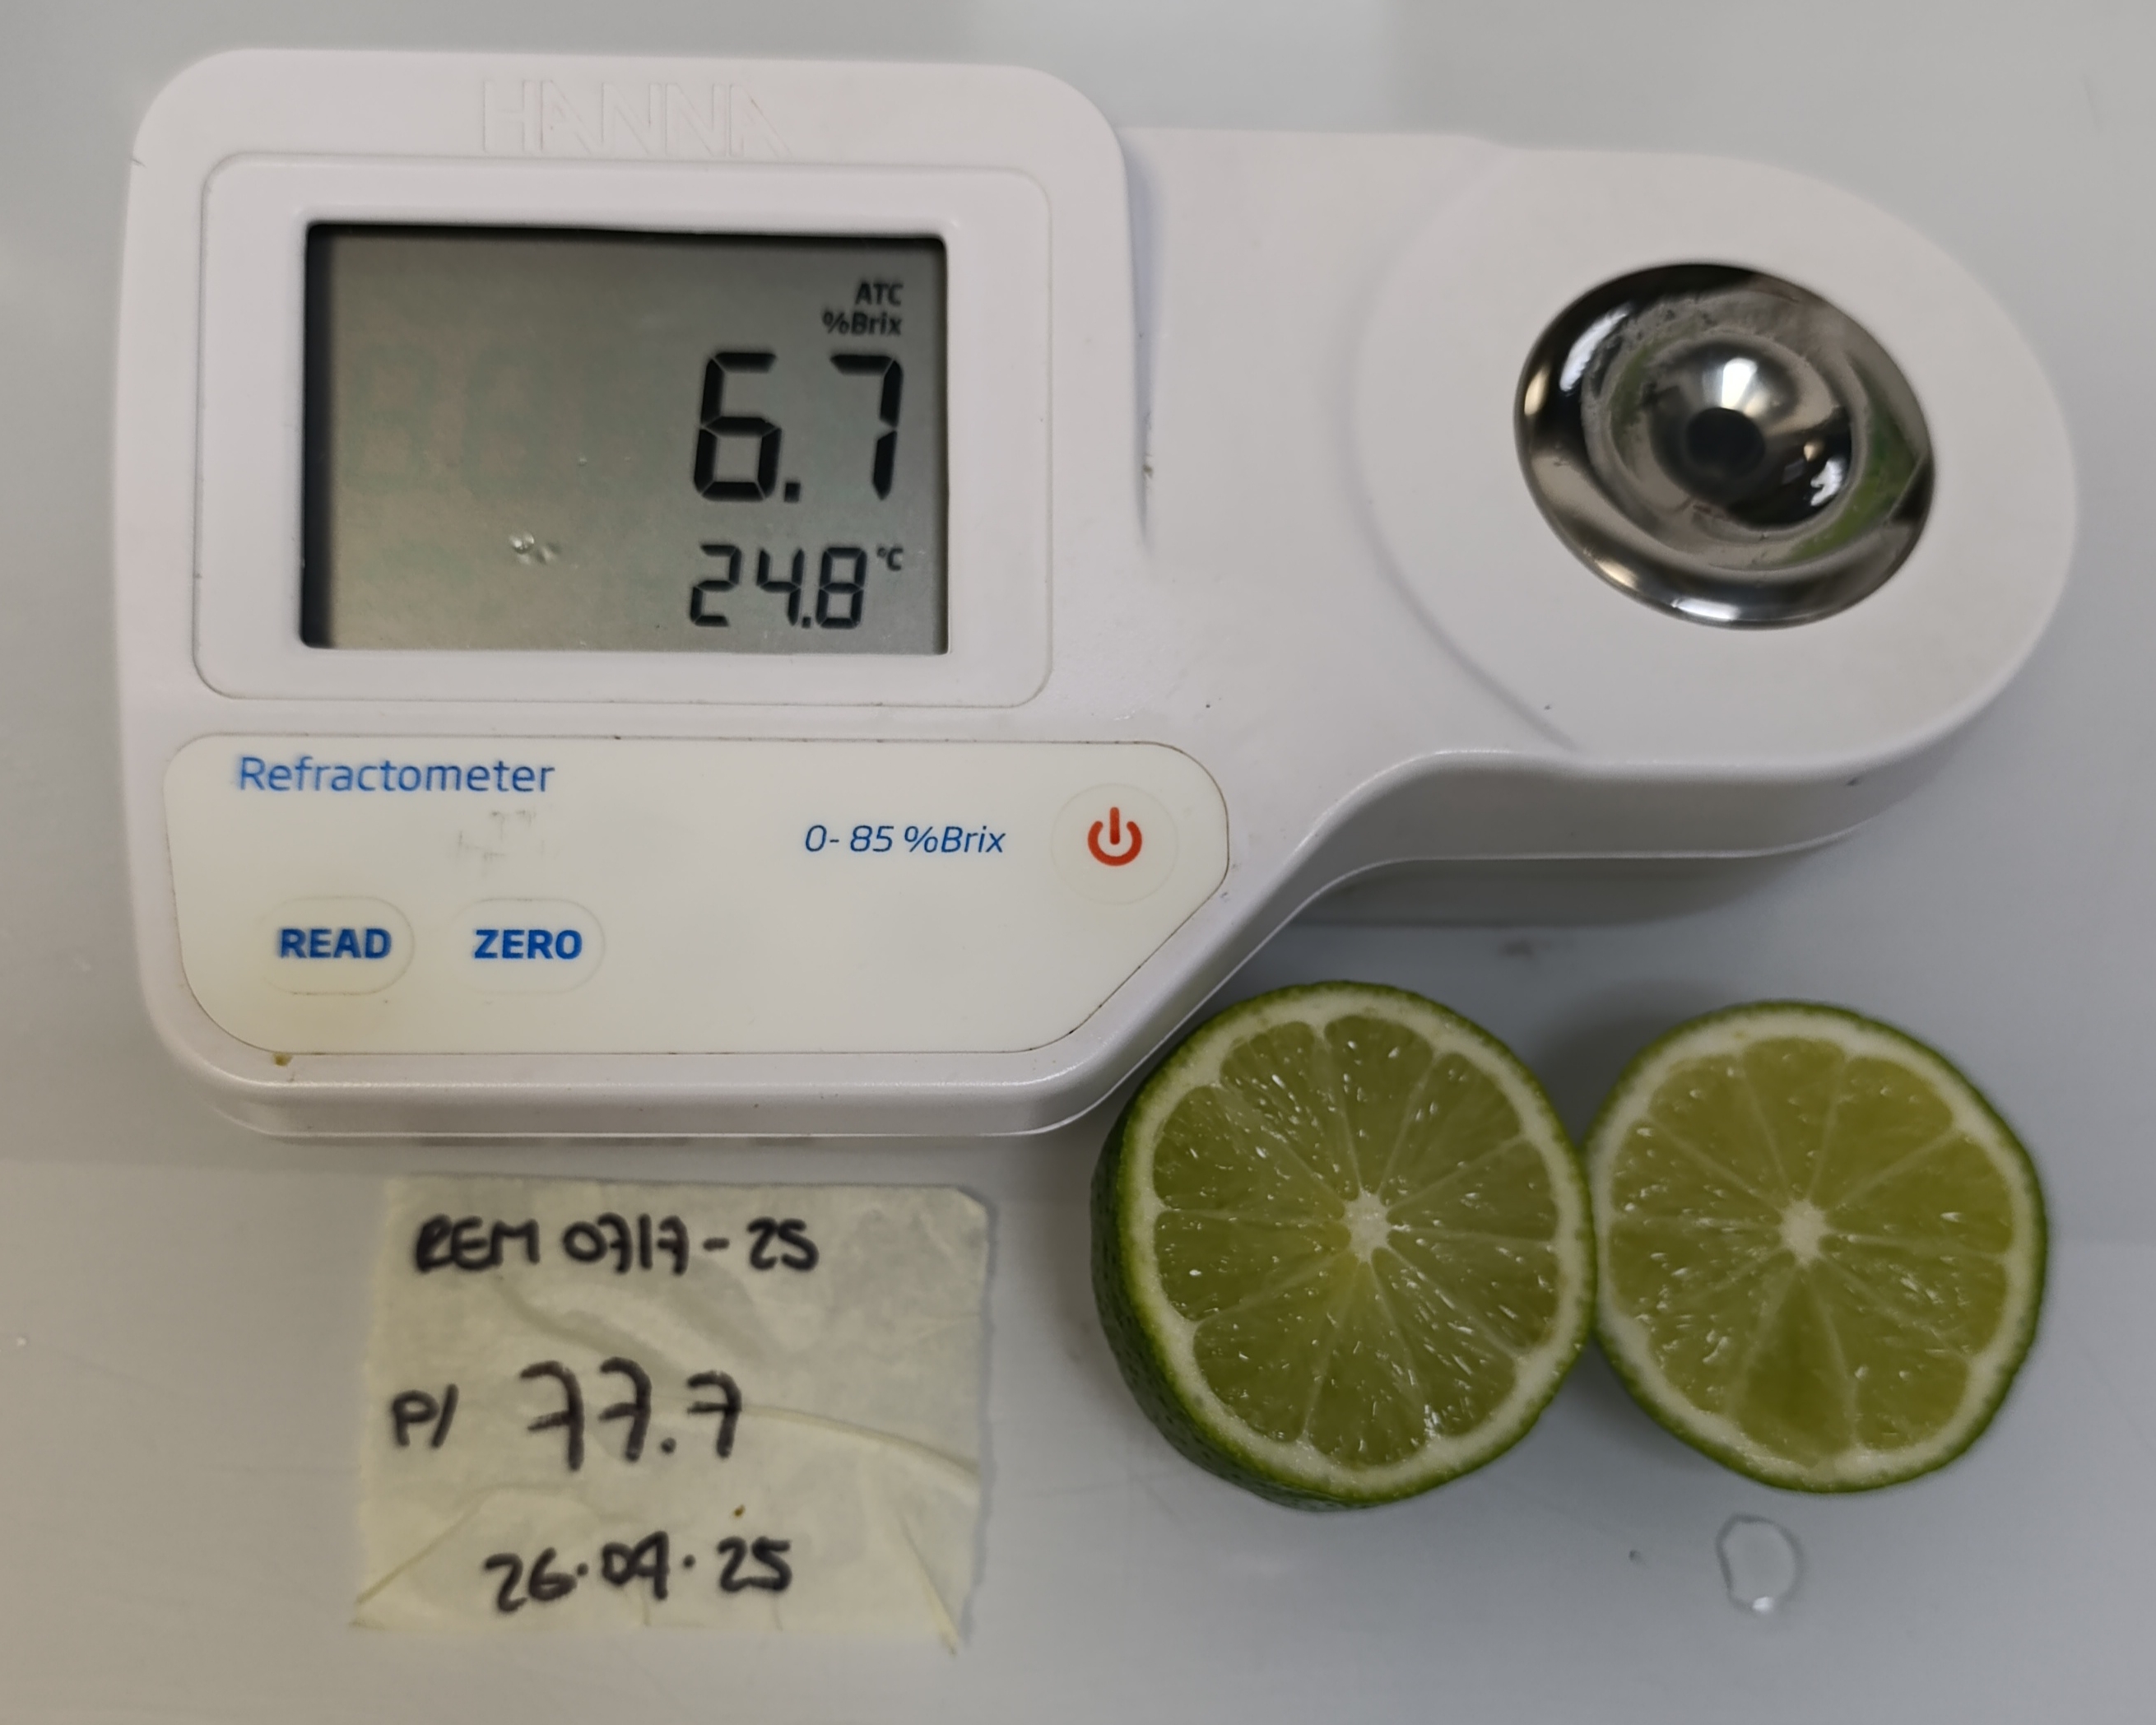 HANNA
ATC
%Brix
6.7
24.8 °C
Refractometer
0-85 %Brix
READ
ZERO
REM 0717-25
P/ 77.7
26.04.25